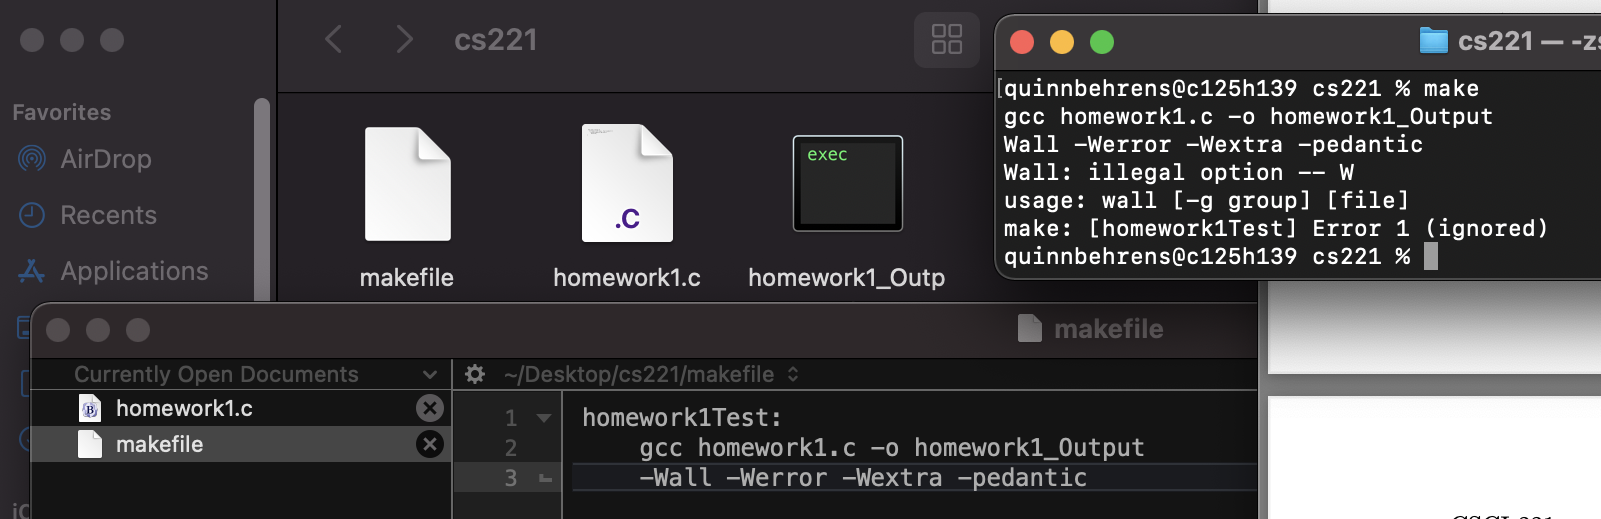 cs221
Favorites
AirDrop
Recents
Applications
makefile
.C
homework1.c
exec
homework1_Outp
cs221 — -zs
quinnbehrens@c125h139 cs221 % make
gcc homework1.c -o homework1_Output
Wall -Werror -Wextra -pedantic
Wall: illegal option -- W
usage: wall [-g group] [file]
make: [homework1Test] Error 1 (ignored)
quinnbehrens@c125h139 cs221 %
makefile
Currently Open Documents
homework1.c
makefile
~/Desktop/cs221/makefile
1 homework1Test:
2 gcc homework1.c -o homework1_Output
3 -Wall -Werror -Wextra -pedantic